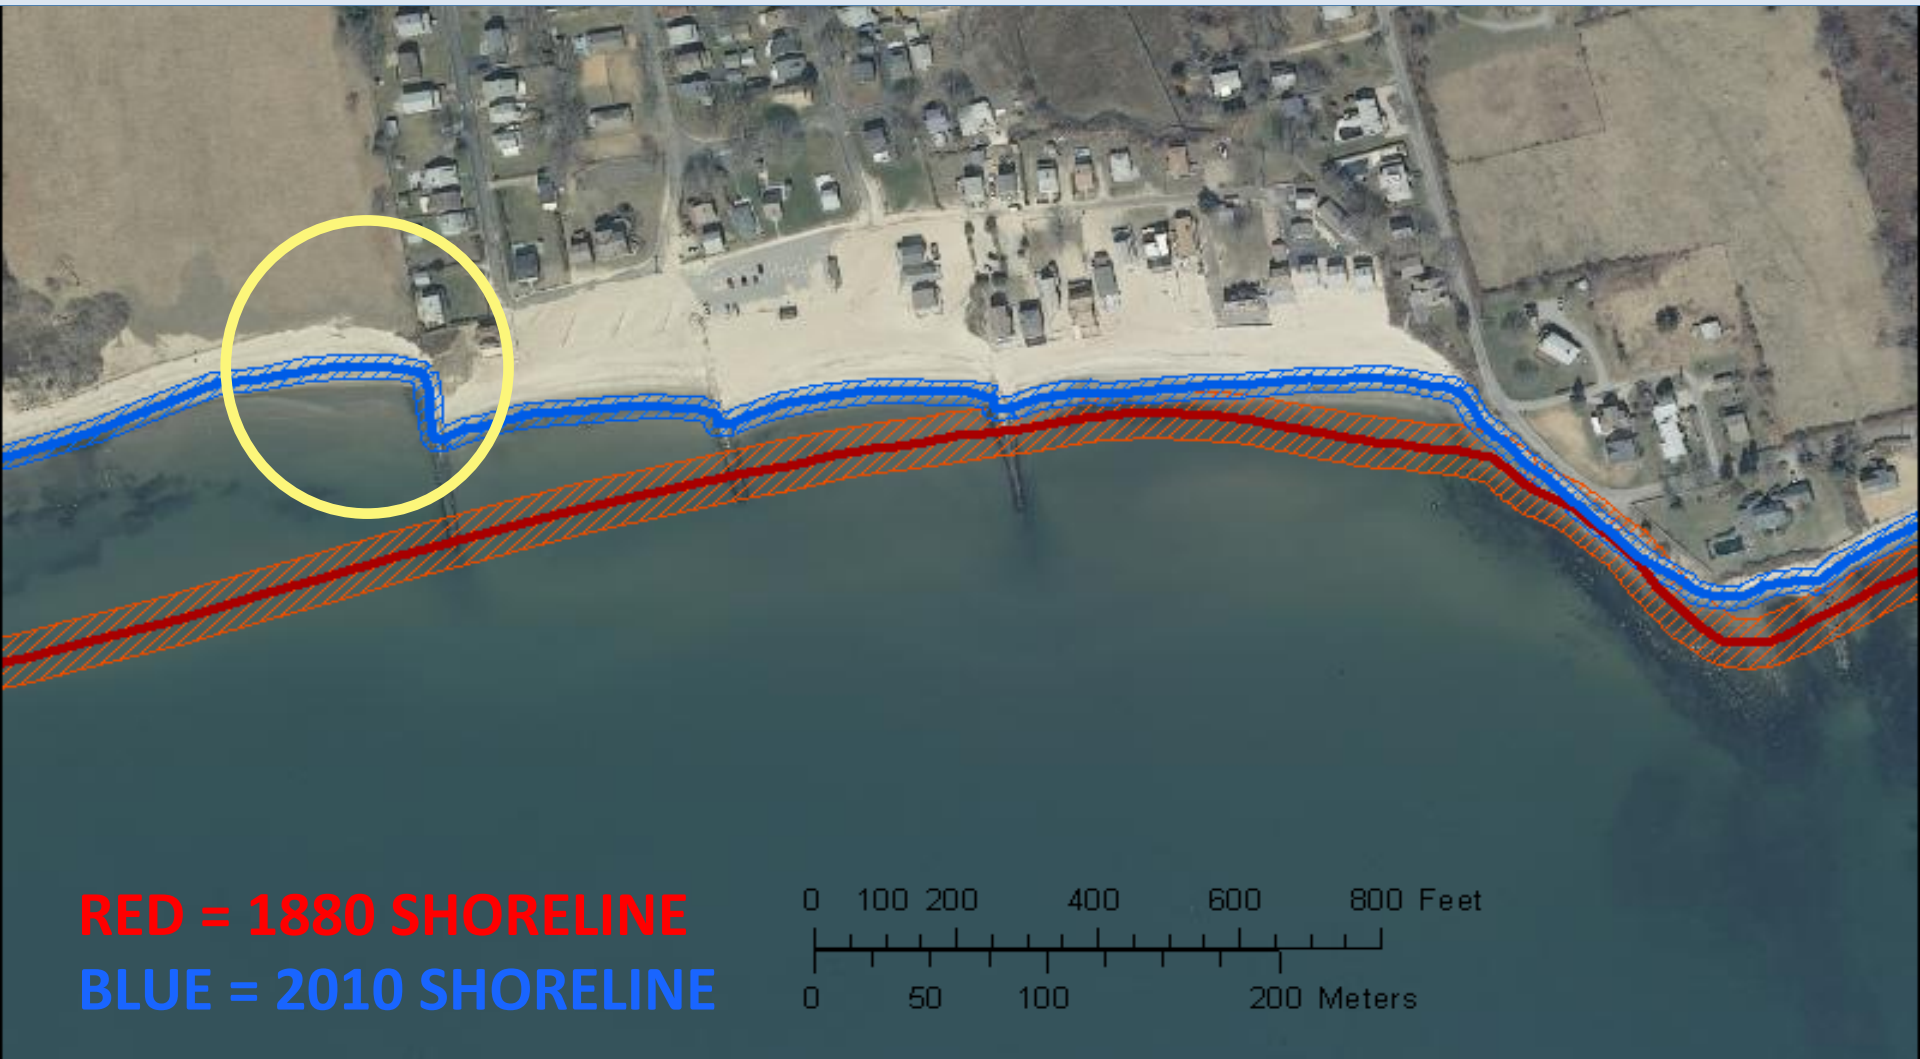 RED = 1880 SHORELINE
BLUE = 2010 SHORELINE
0 100 200 400 600 800 Feet
0 50 100 200 Meters